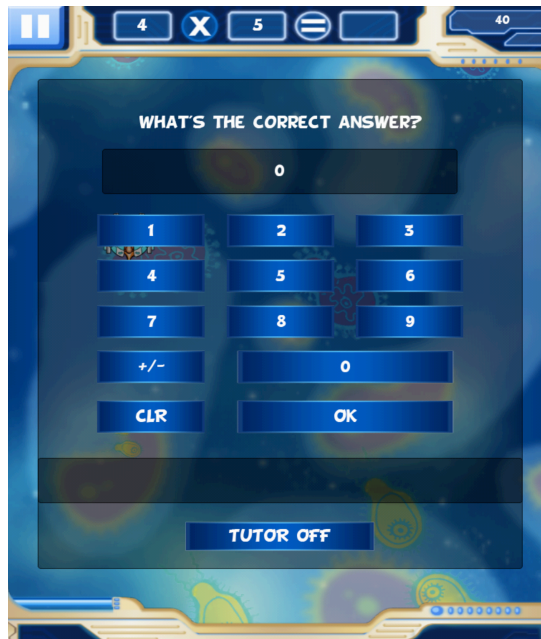 4 X 5 = 40
WHAT'S THE CORRECT ANSWER?
0
1 2 3
4 5 6
7 8 9
+/- 0
CLR OK
TUTOR OFF